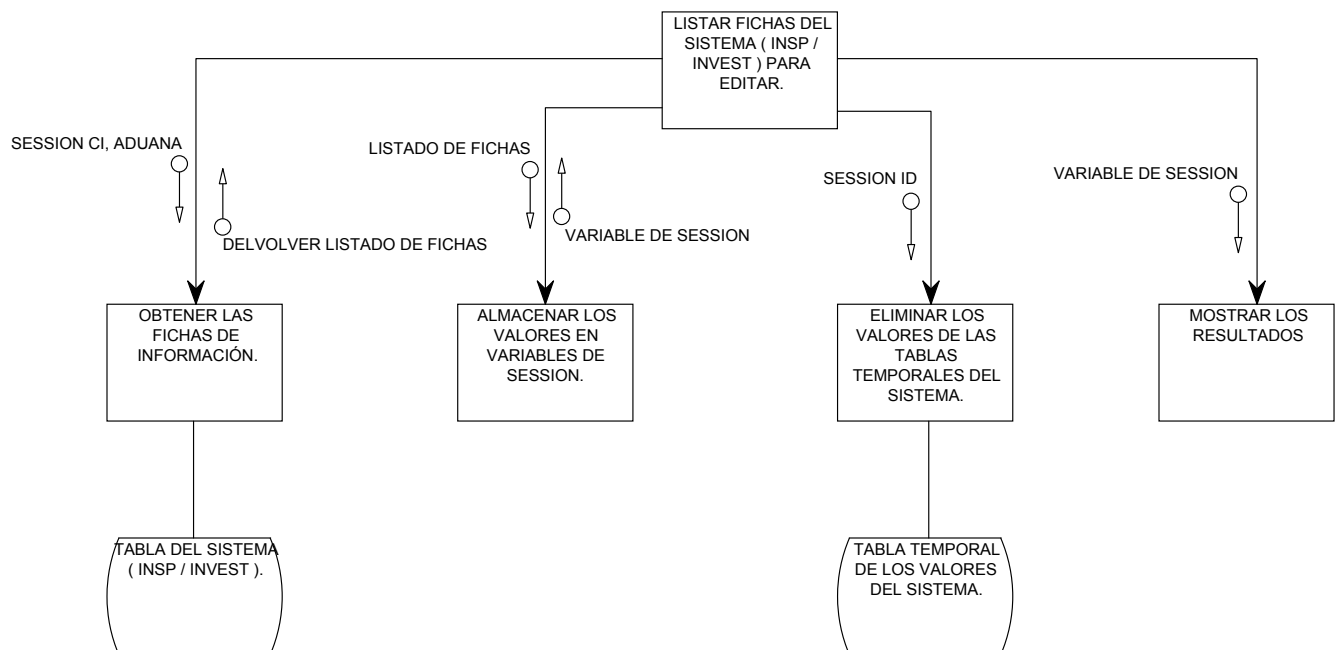 LISTAR FICHAS DEL
SISTEMA ( INSP /
INVEST ) PARA
EDITAR.
SESSION CI, ADUANA
DELVOLVER LISTADO DE FICHAS
LISTADO DE FICHAS
VARIABLE DE SESSION
SESSION ID
VARIABLE DE SESSION
OBTENER LAS
FICHAS DE
INFORMACIÓN.
ALMACENAR LOS
VALORES EN
VARIABLES DE
SESSION.
ELIMINAR LOS
VALORES DE LAS
TABLAS
TEMPORALES DEL
SISTEMA.
MOSTRAR LOS
RESULTADOS
TABLA DEL SISTEMA
( INSP / INVEST ).
TABLA TEMPORAL
DE LOS VALORES
DEL SISTEMA.